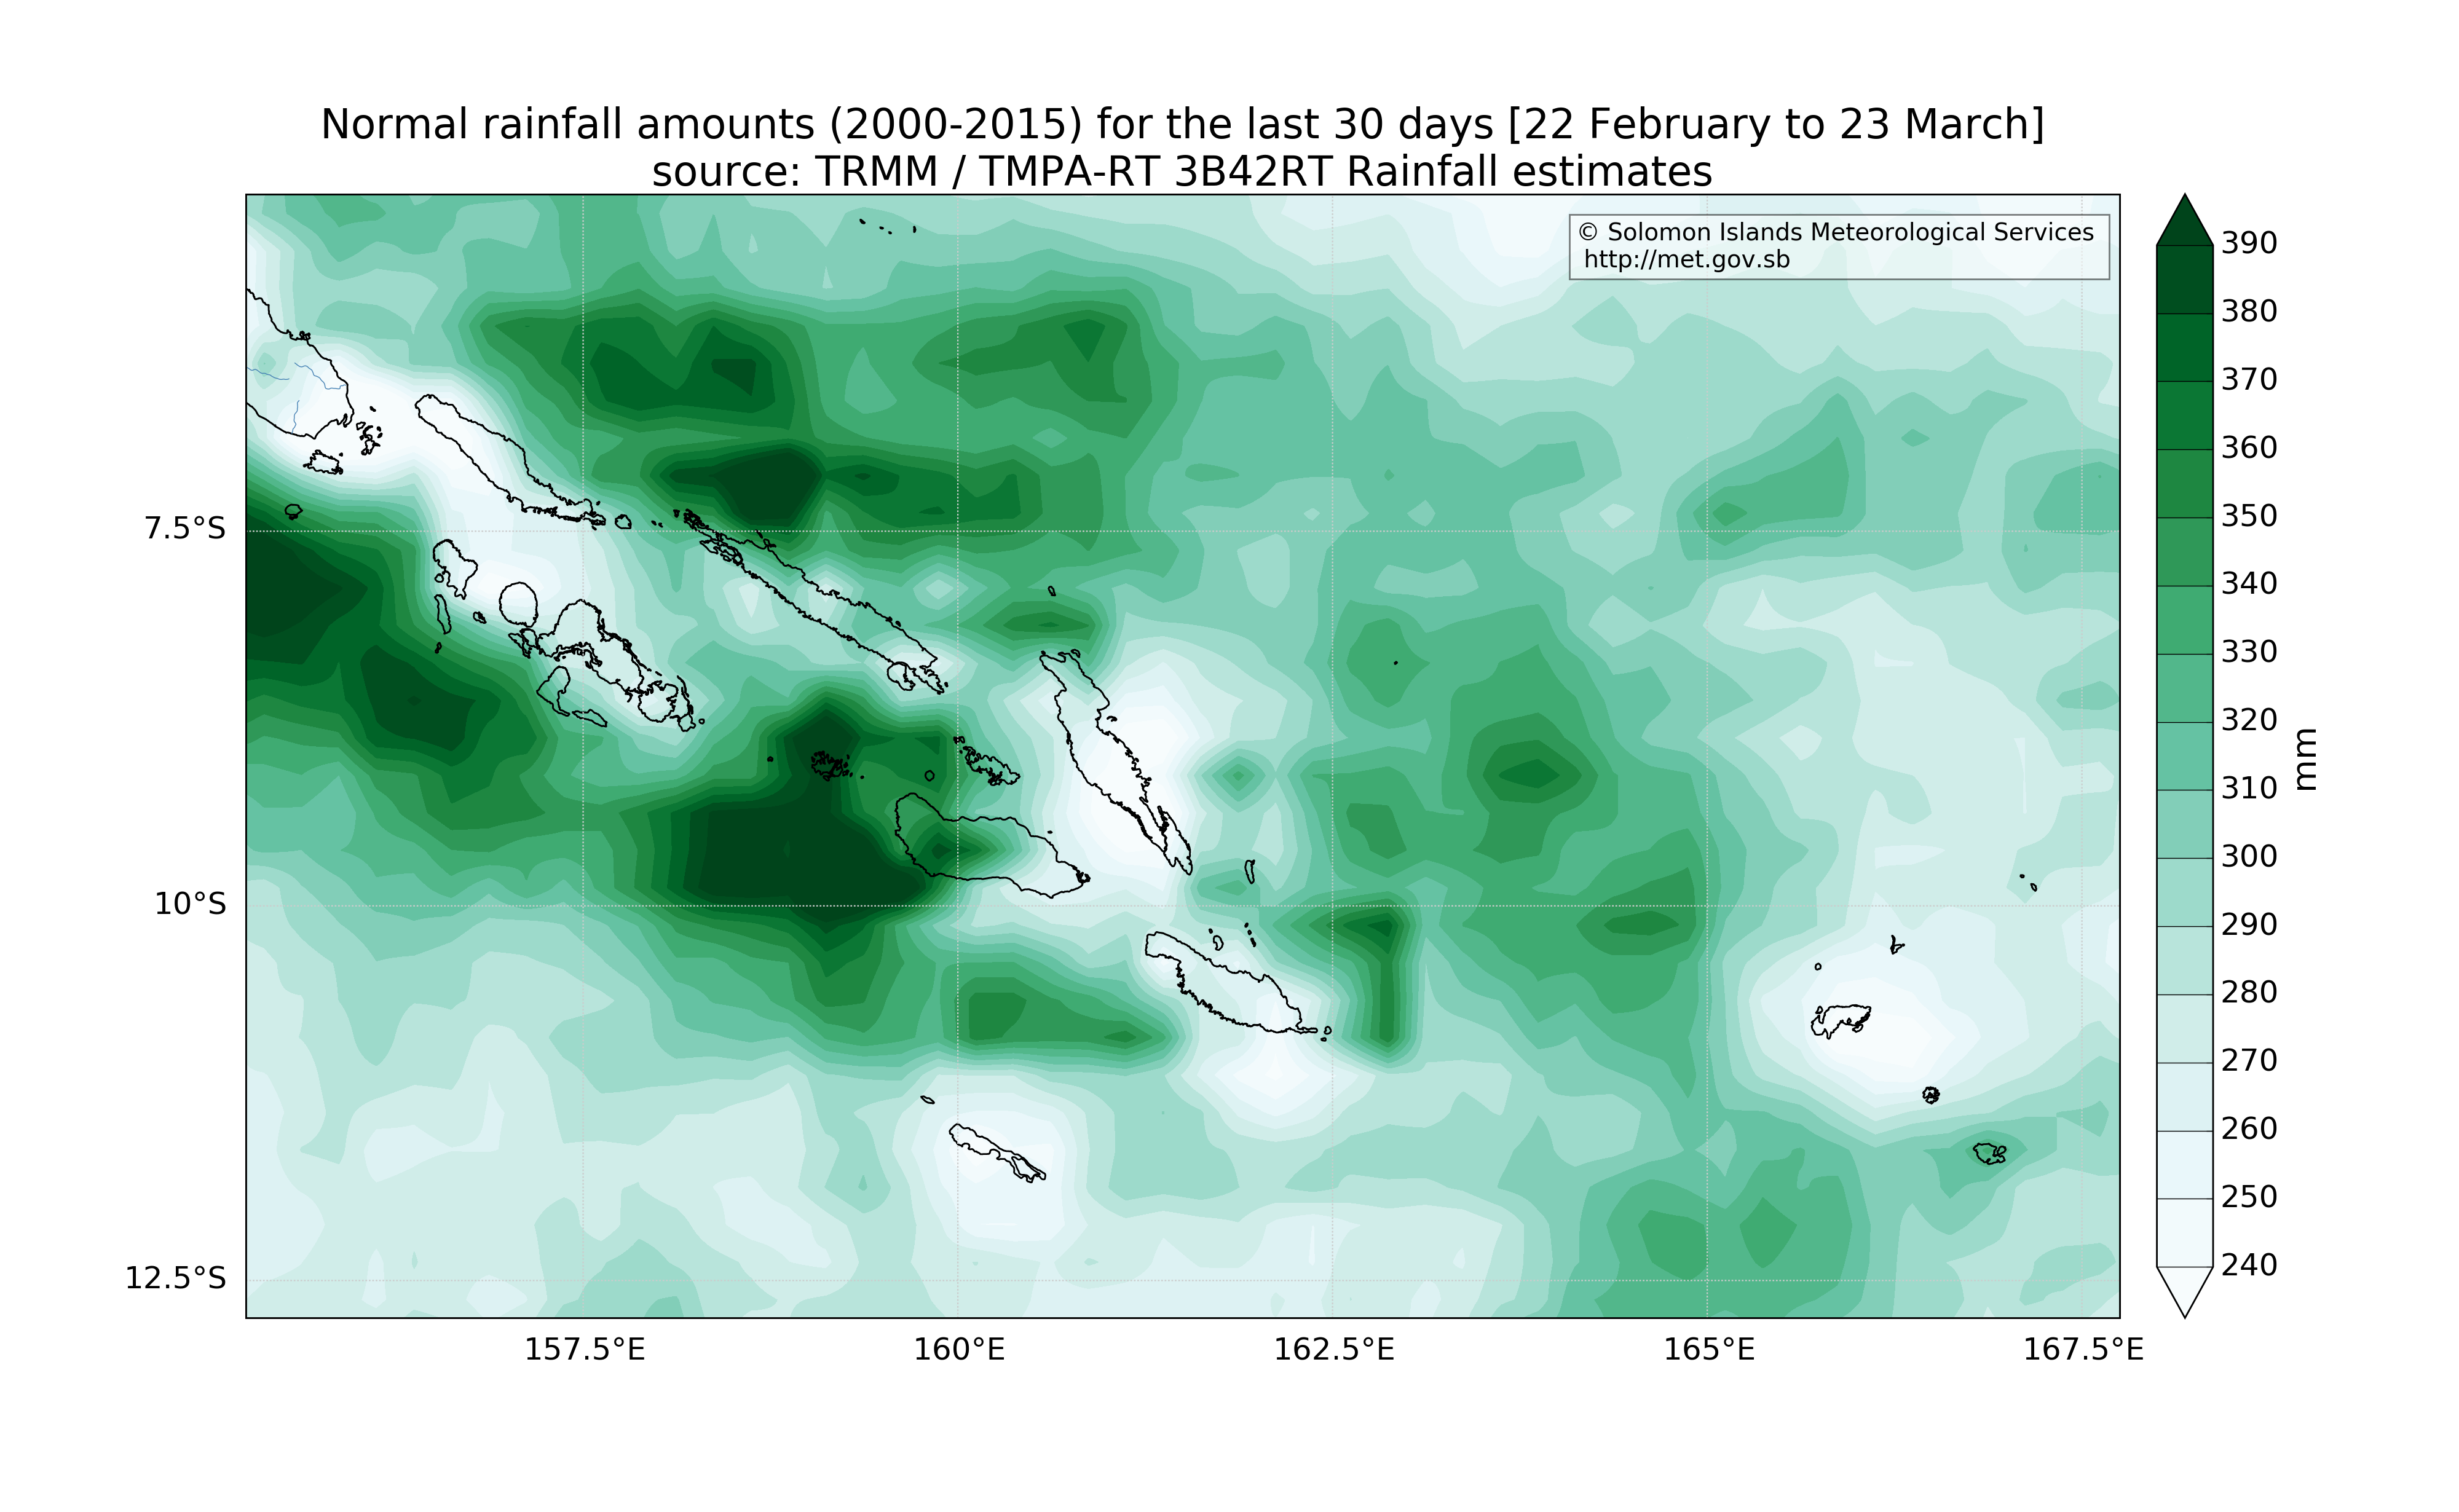 Normal rainfall amounts (2000-2015) for the last 30 days [22 February to 23 March]
source: TRMM / TMPA-RT 3B42RT Rainfall estimates
© Solomon Islands Meteorological Services
http://met.gov.sb
7.5°S
10°S
12.5°S
157.5°E
160°E
162.5°E
165°E
167.5°E
390
380
370
360
350
340
330
320
310
300
290
280
270
260
250
240
mm